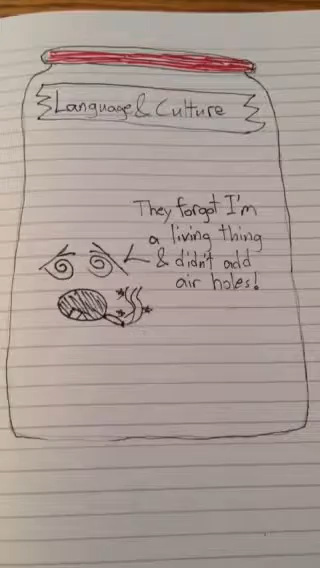 Language & Culture
They forgot I'm
a living thing
& didn't add
air holes!